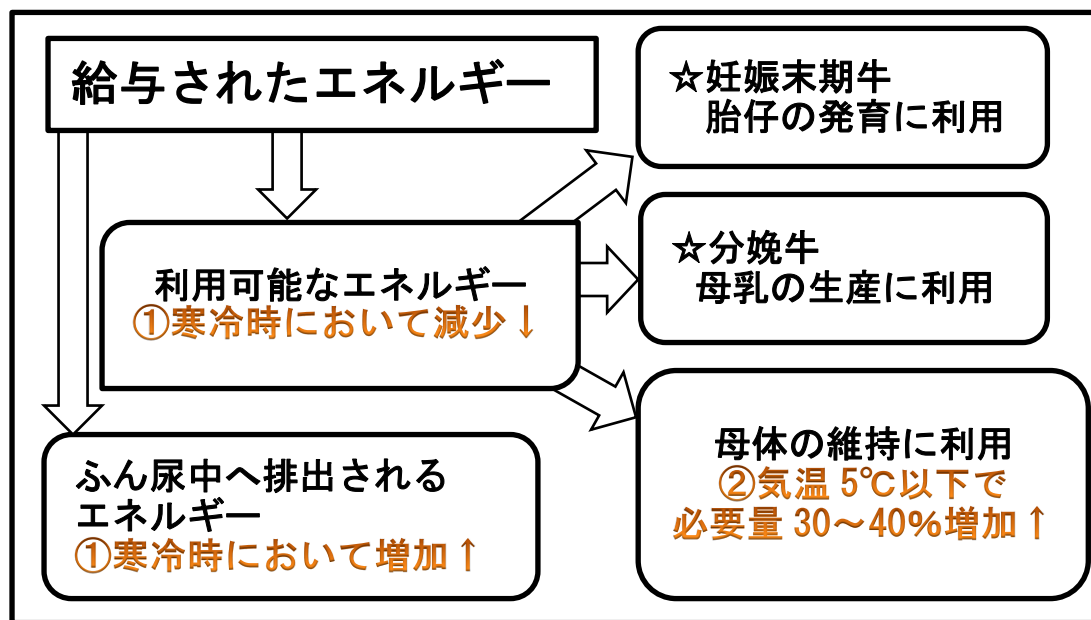 給与されたエネルギー
☆妊娠末期牛
胎仔の発育に利用
☆分娩牛
母乳の生産に利用
利用可能なエネルギー
①寒冷時において減少↓
母体の維持に利用
②気温 5℃以下で
必要量 30～40%増加↑
ふん尿中へ排出される
エネルギー
①寒冷時において増加↑